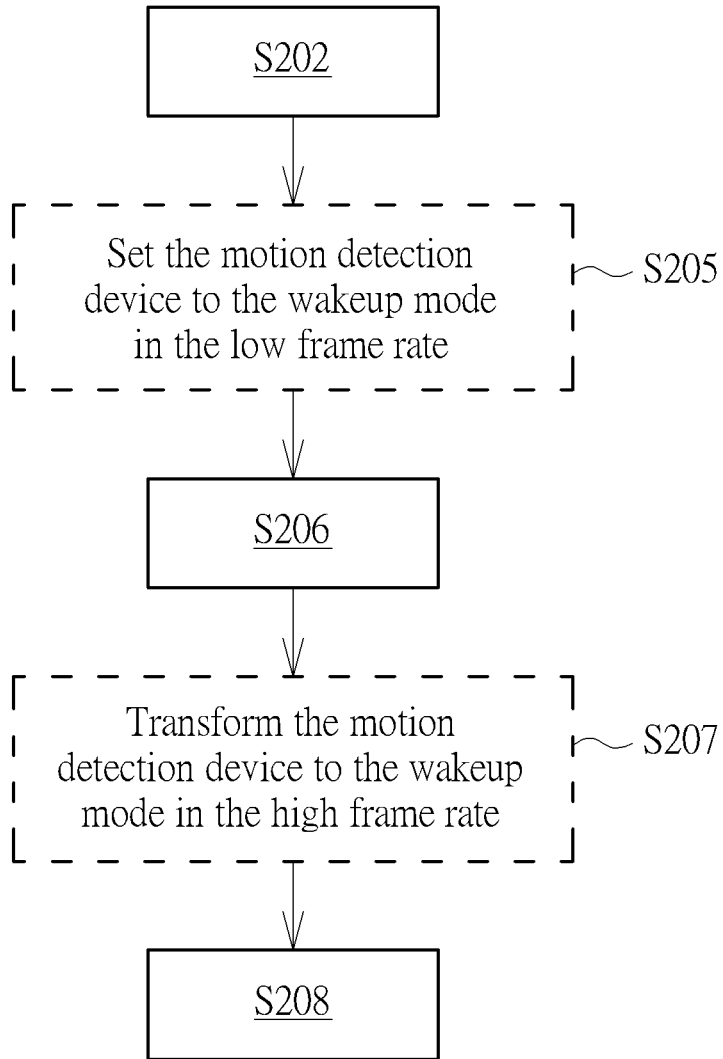 S202
Set the motion detection
device to the wakeup mode
in the low frame rate
S205
S206
Transform the motion
detection device to the wakeup
mode in the high frame rate
S207
S208